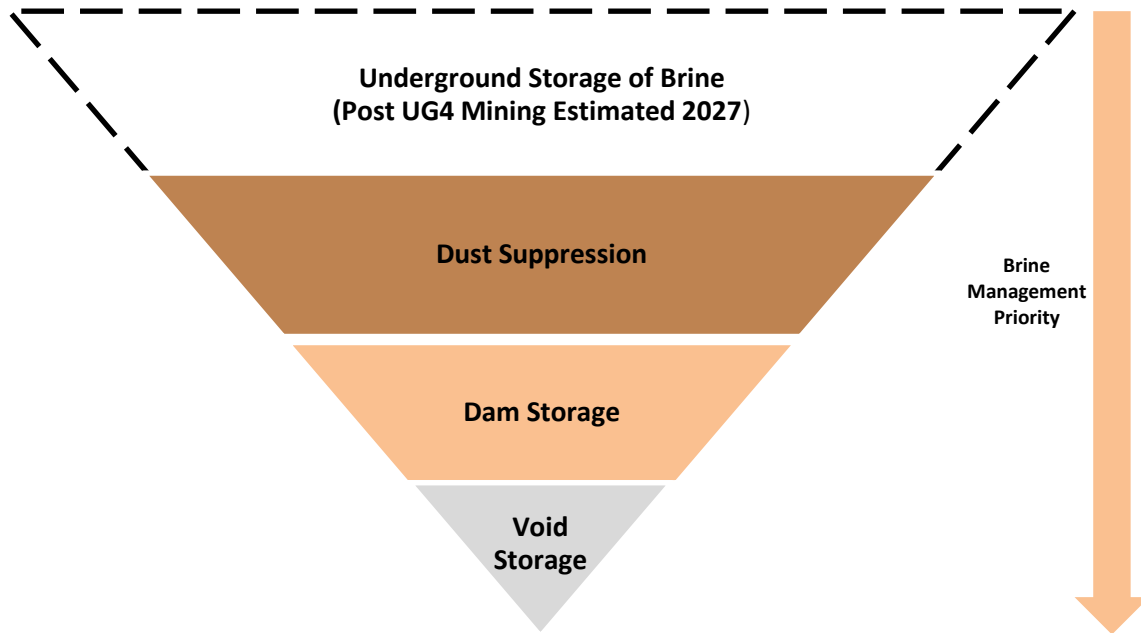 Underground Storage of Brine
(Post UG4 Mining Estimated 2027)
Dust Suppression
Brine
Management
Priority
Dam Storage
Void
Storage